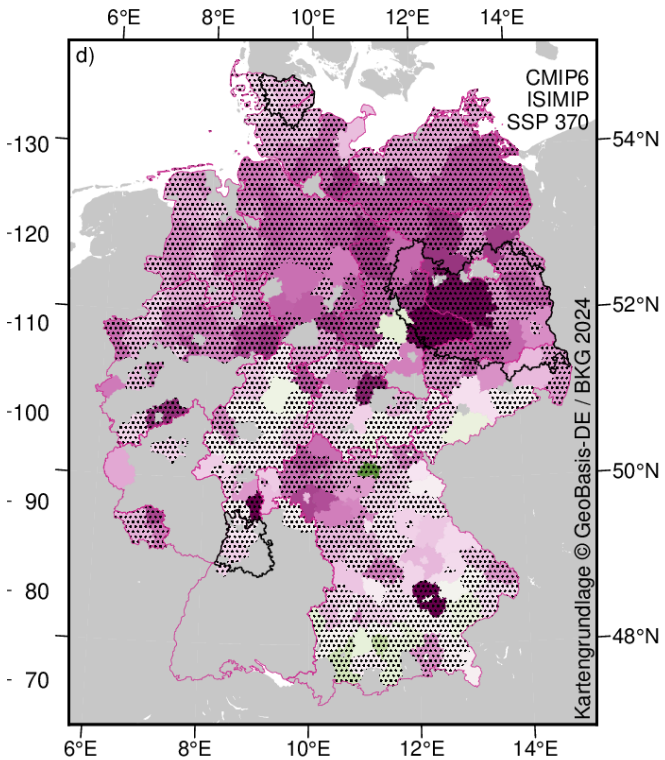 6°E 8°E 10°E 12°E 14°E
d)
CMIP6
ISIMIP
SSP 370
-130
54°N
-120
52°N
-110
-100
50°N
- 90
- 80
48°N
- 70
Kartengrundlage © GeoBasis-DE / BKG 2024
6°E 8°E 10°E 12°E 14°E